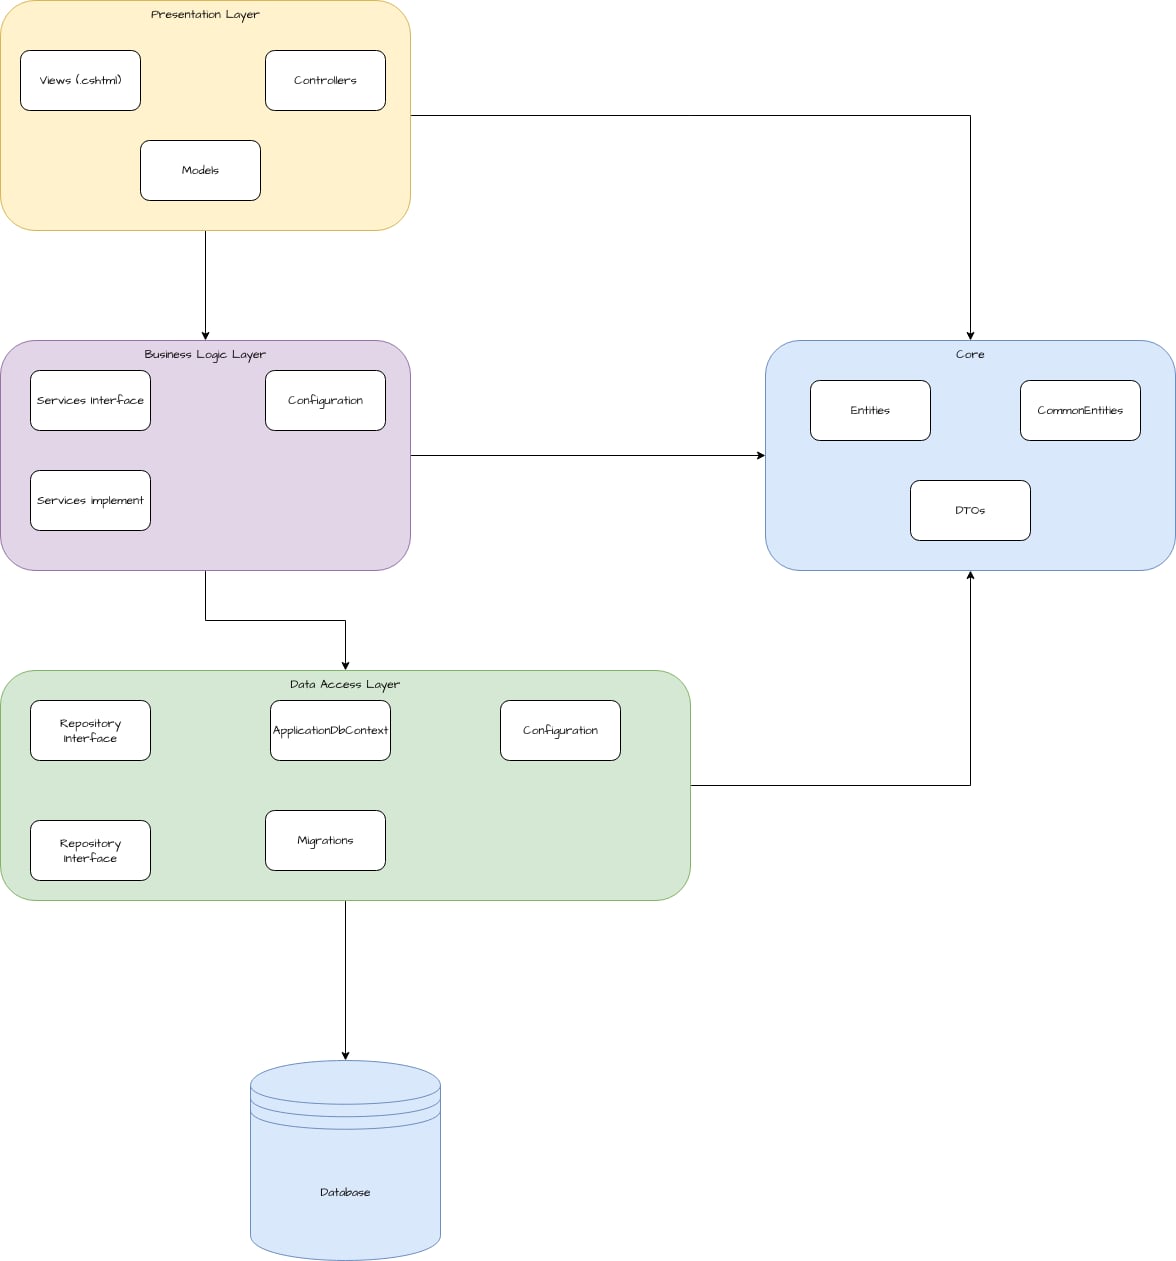 Presentation Layer
Views (.cshtml)
Controllers
Models
Business Logic Layer
Services Interface
Configuration
Services implement
Core
Entities
CommonEntities
DTOs
Data Access Layer
Repository
Interface
ApplicationDbContext
Configuration
Repository
Interface
Migrations
Database